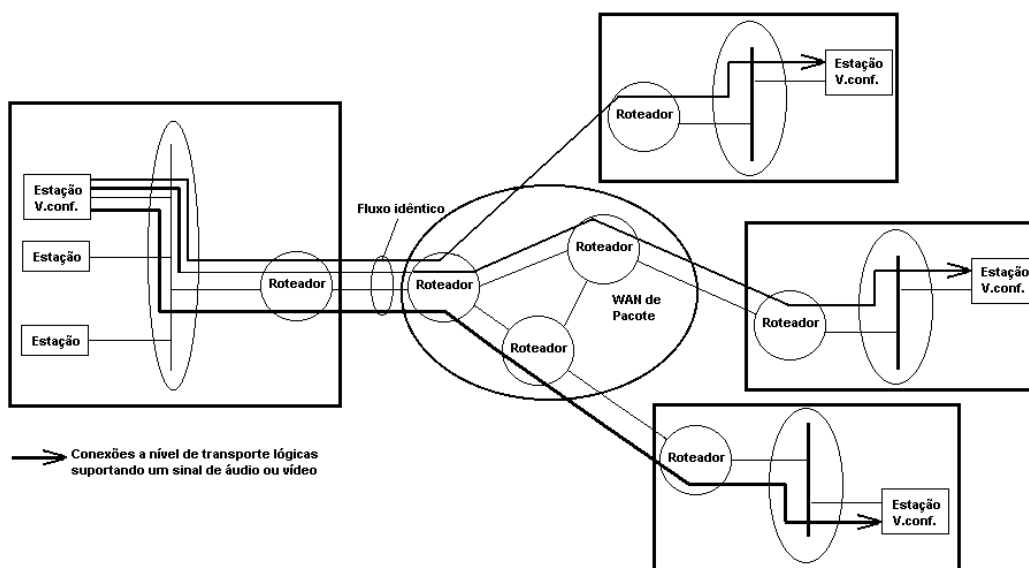 Estação
V.conf.
Estação
Estação
Roteador
Fluxo idêntico
Roteador
Roteador
Roteador
WAN de
Pacote
Roteador
Estação
V.conf.
Roteador
Estação
V.conf.
Roteador
Estação
V.conf.
Conexões a nível de transporte lógicas
suportando um sinal de áudio ou vídeo